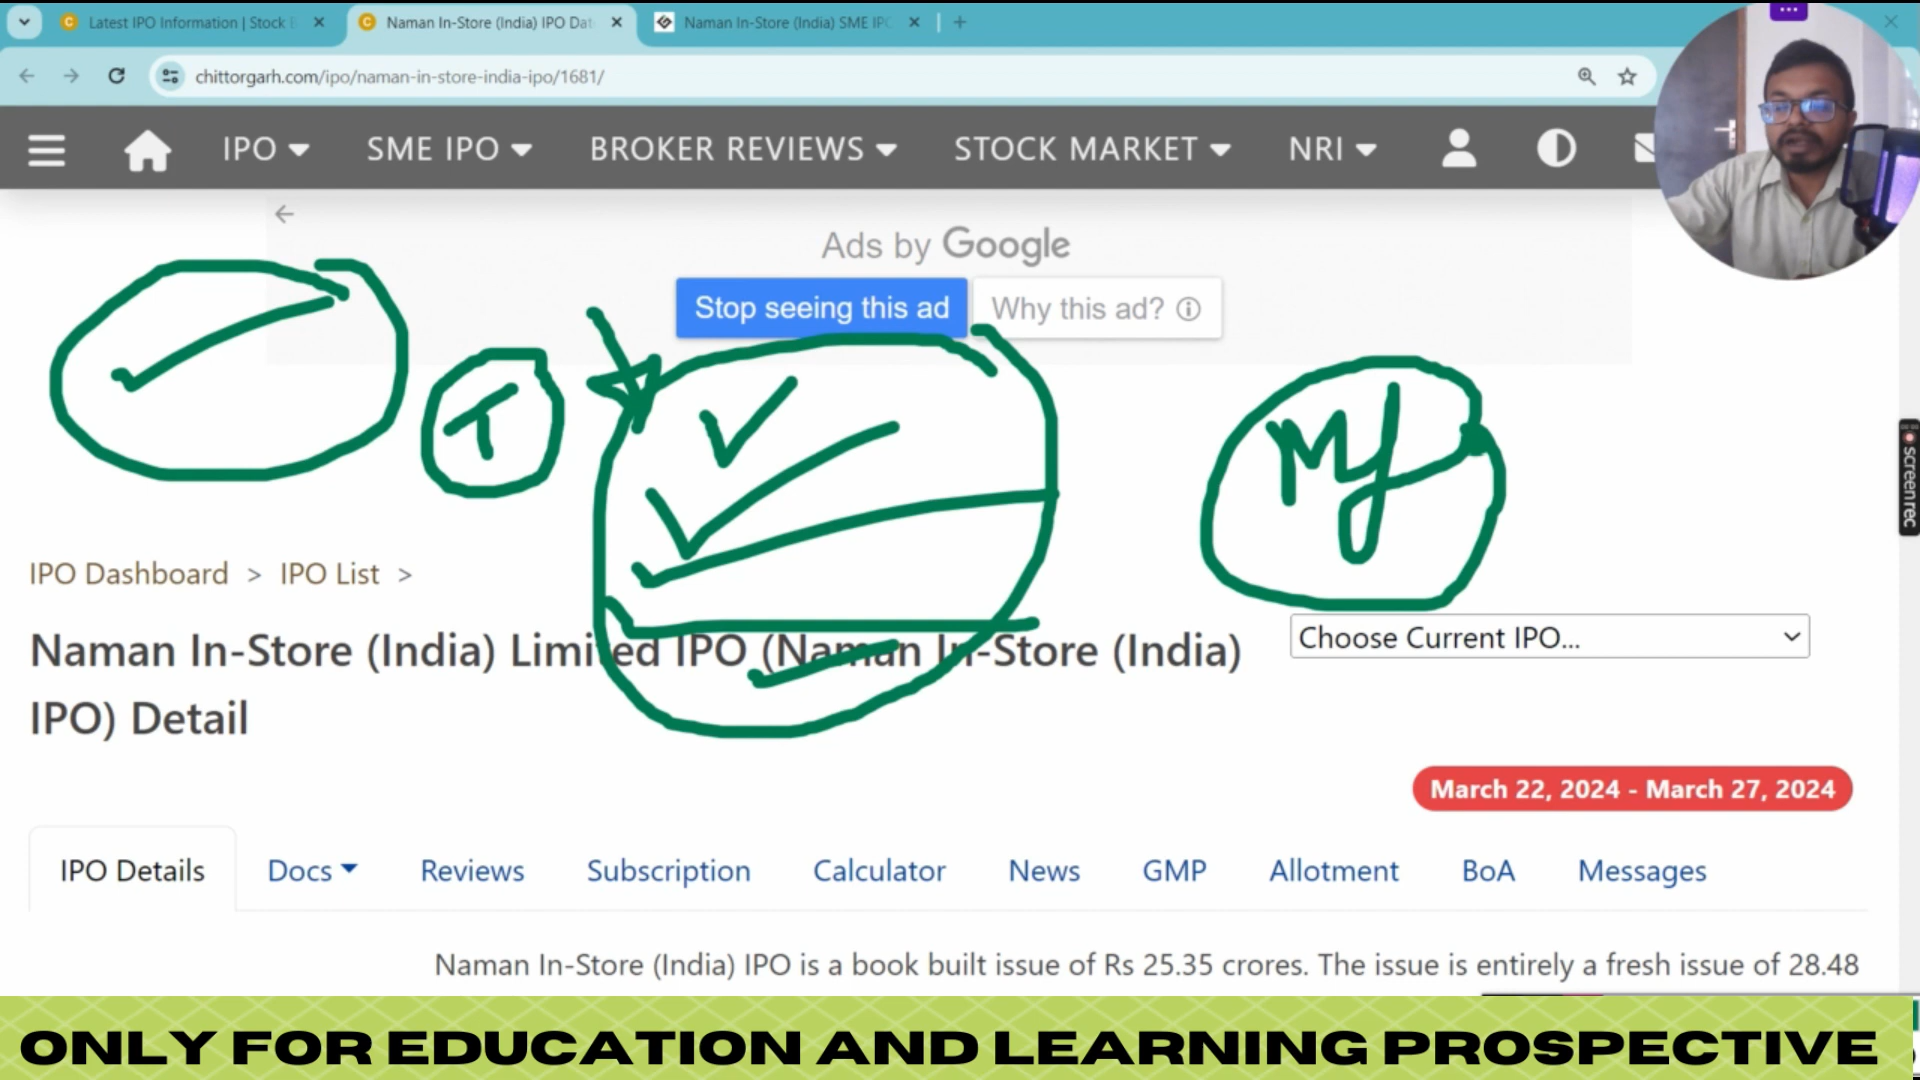 Latest IPO Information | Stock
Naman In-Store (India) IPO Dat
Naman In-Store (India) SME IPO
chittorgarh.com/ipo/naman-in-store-india-ipo/1681/
IPO SME IPO BROKER REVIEWS STOCK MARKET NRI
Ads by Google
Stop seeing this ad Why this ad?
T
My
screenrec
IPO Dashboard > IPO List >
Naman In-Store (India) Limited IPO (Naman In-Store (India)
IPO) Detail
Choose Current IPO...
March 22, 2024 - March 27, 2024
IPO Details Docs Reviews Subscription Calculator News GMP Allotment BoA Messages
Naman In-Store (India) IPO is a book built issue of Rs 25.35 crores. The issue is entirely a fresh issue of 28.48
ONLY FOR EDUCATION AND LEARNING PROSPECTIVE